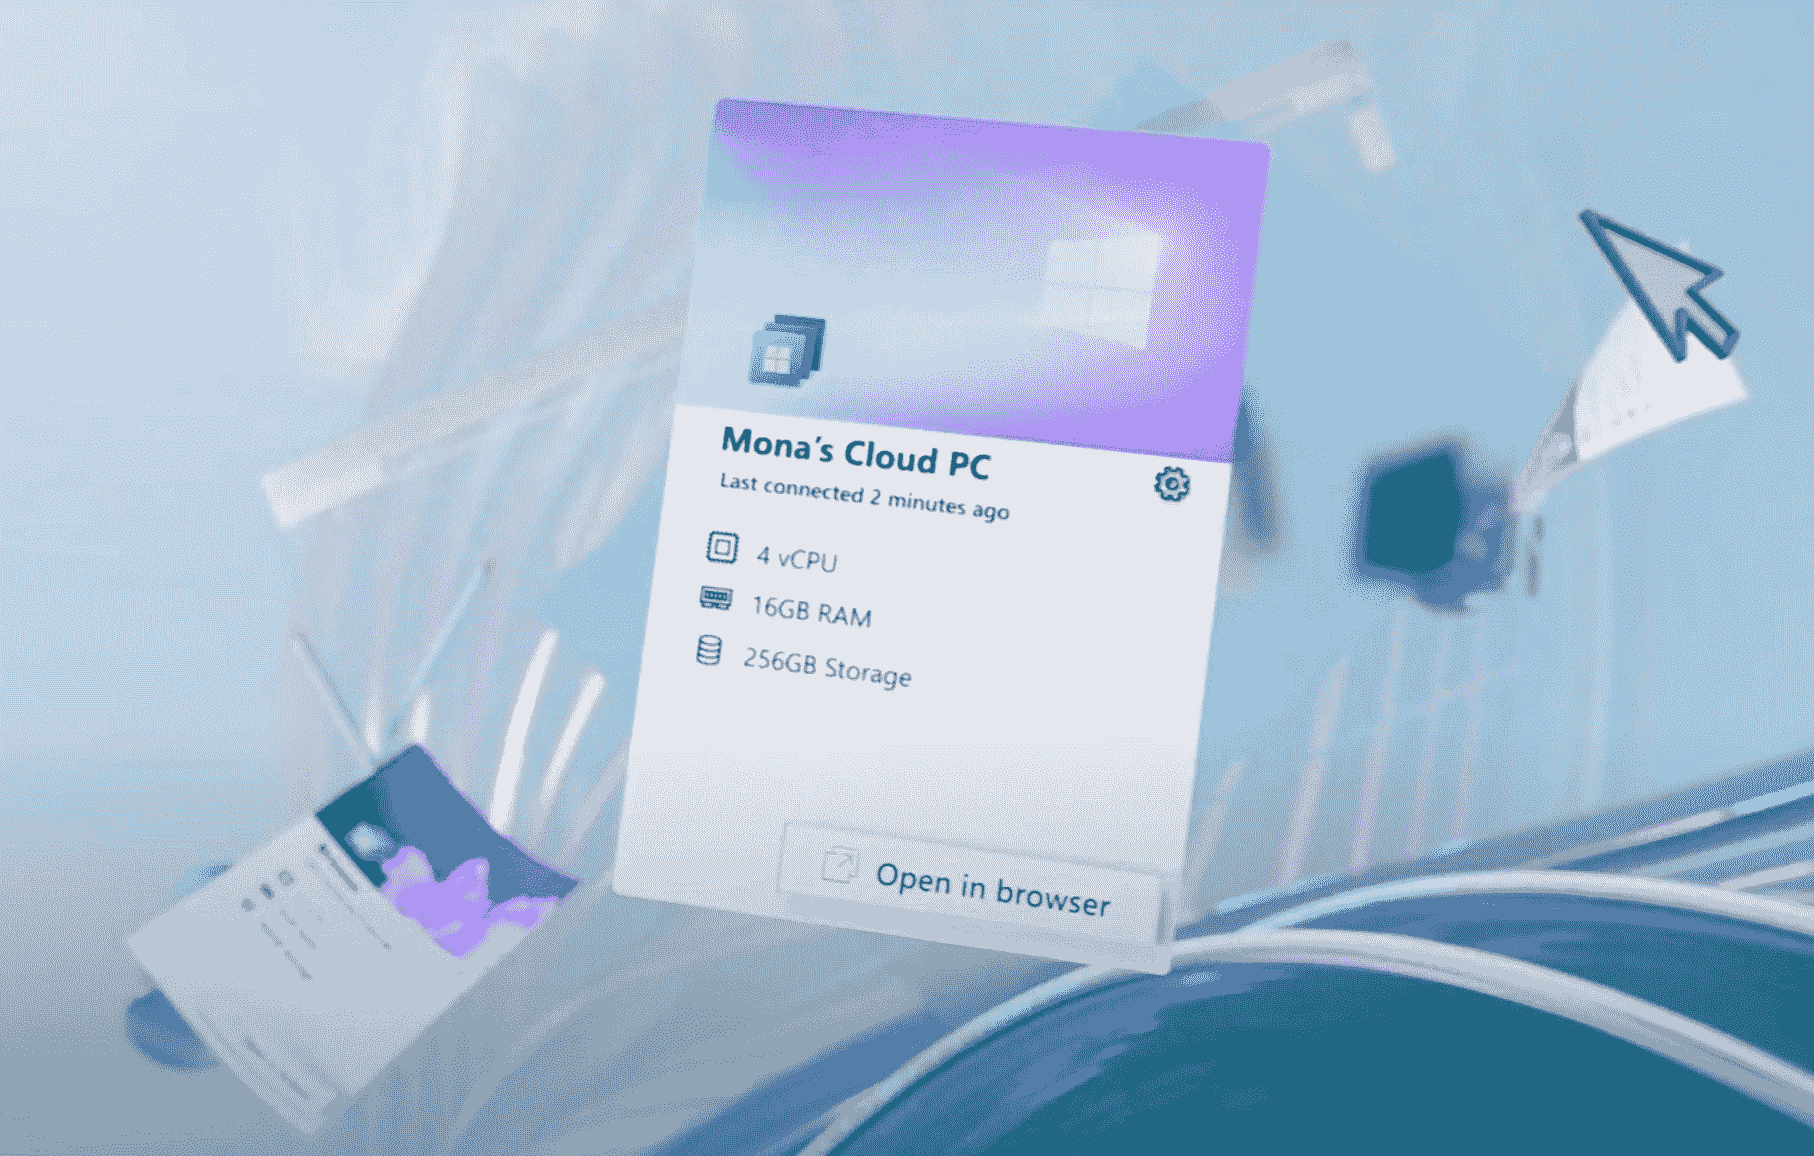 Mona's Cloud PC
Last connected 2 minutes ago
4 vCPU
16GB RAM
256GB Storage
Open in browser